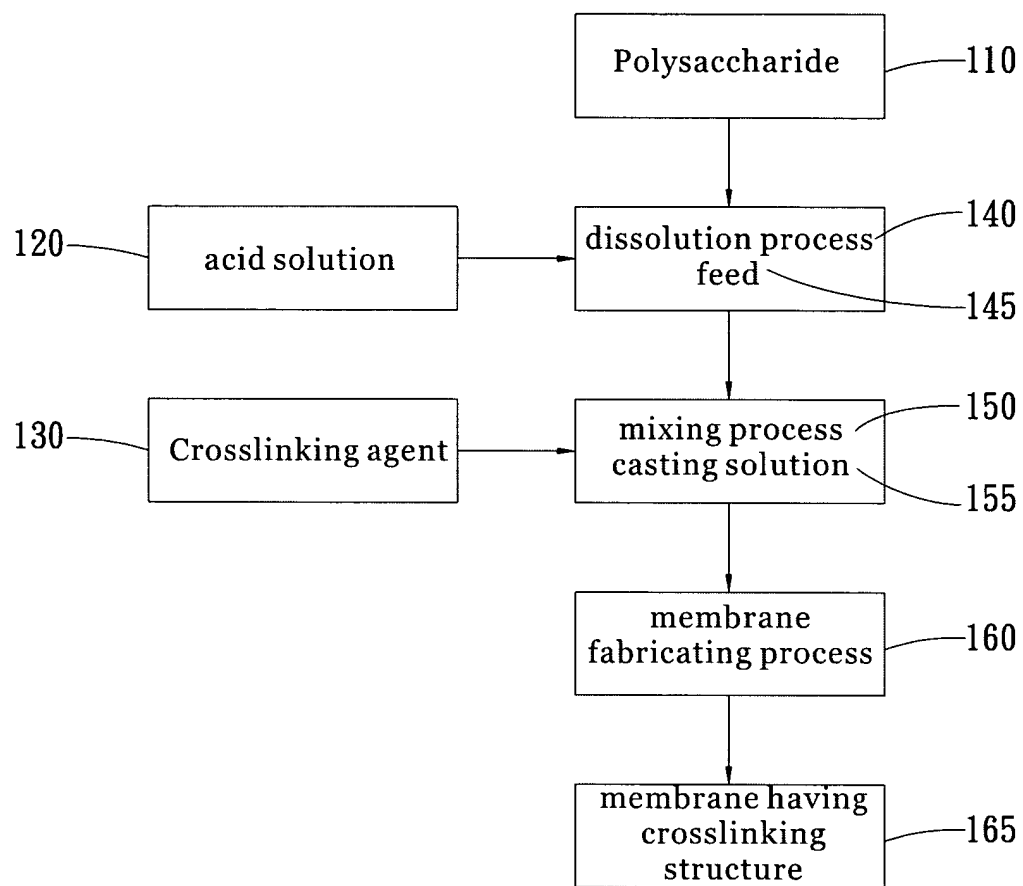 Polysaccharide
110
acid solution
120
dissolution process
feed
140
145
Crosslinking agent
130
mixing process
casting solution
150
155
membrane
fabricating process
160
membrane having
crosslinking
structure
165